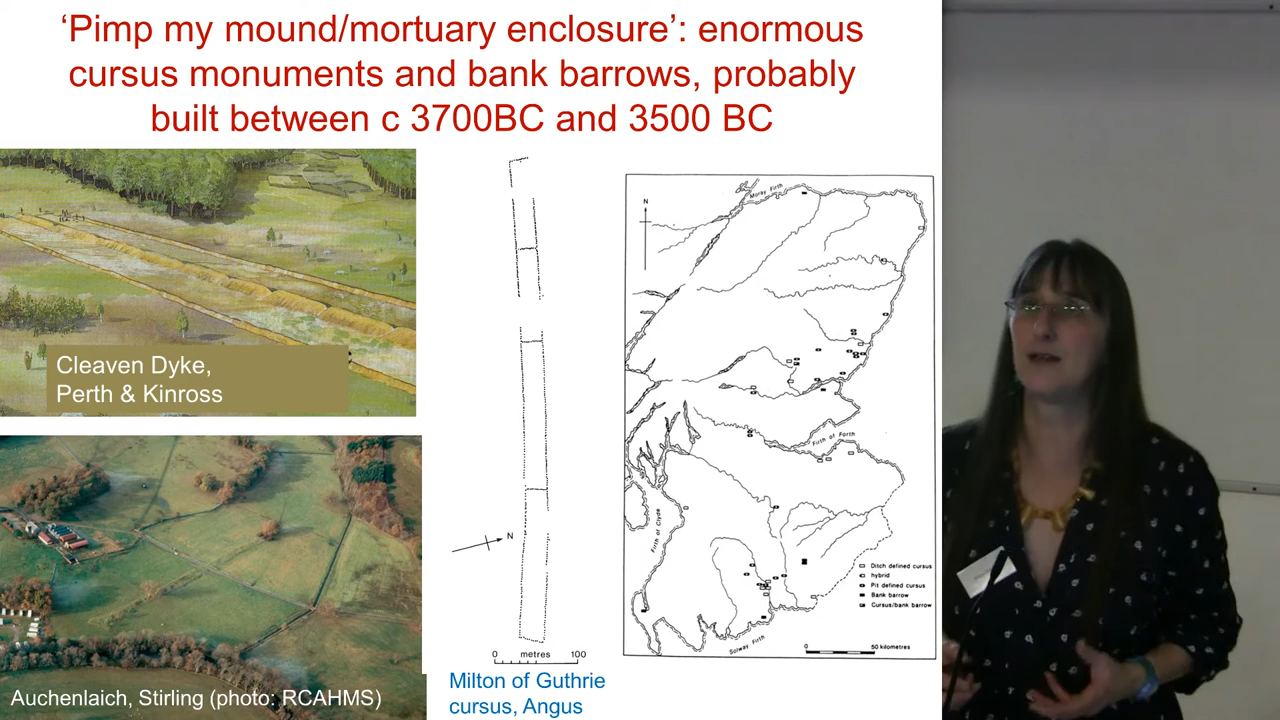 ‘Pimp my mound/mortuary enclosure’: enormous
cursus monuments and bank barrows, probably
built between c 3700BC and 3500 BC
Cleaven Dyke,
Perth & Kinross
Auchenlaich, Stirling (photo: RCAHMS)
N
0 metres 100
Milton of Guthrie
cursus, Angus
N
Moray Firth
Firth of Forth
Firth of Clyde
Solway Firth
Ditch defined cursus
hybrid
Pit defined cursus
Bank barrow
Cursus/bank barrow
0 50 kilometres